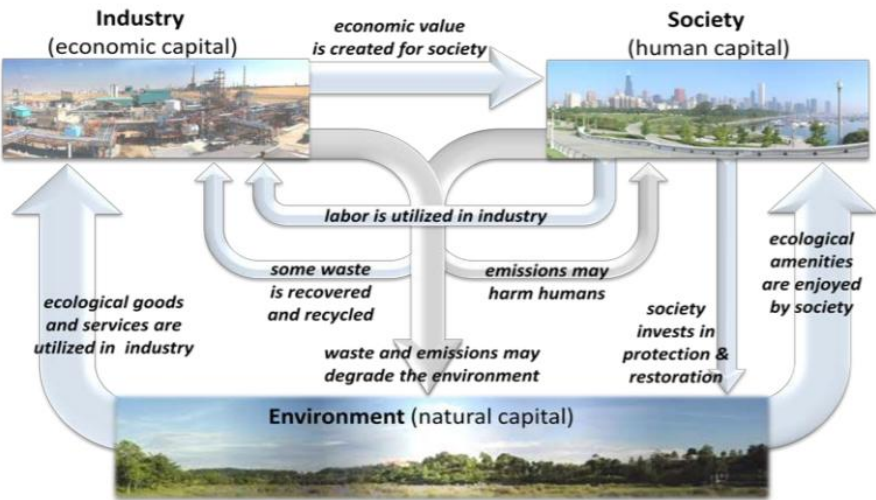 Industry
(economic capital)
economic value
is created for society
Society
(human capital)
labor is utilized in industry
some waste
is recovered
and recycled
emissions may
harm humans
ecological
amenities
are enjoyed
by society
ecological goods
and services are
utilized in industry
society
invests in
protection &
restoration
waste and emissions may
degrade the environment
Environment (natural capital)